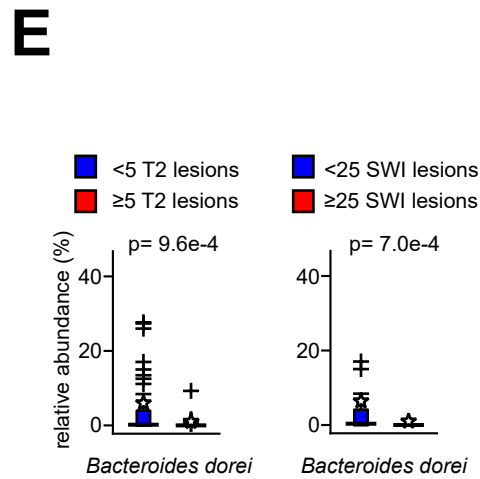 E
<5 T2 lesions
≥5 T2 lesions
<25 SWI lesions
≥25 SWI lesions
relative abundance (%)
p= 9.6e-4
40
20
0
Bacteroides dorei
p= 7.0e-4
40
20
0
Bacteroides dorei